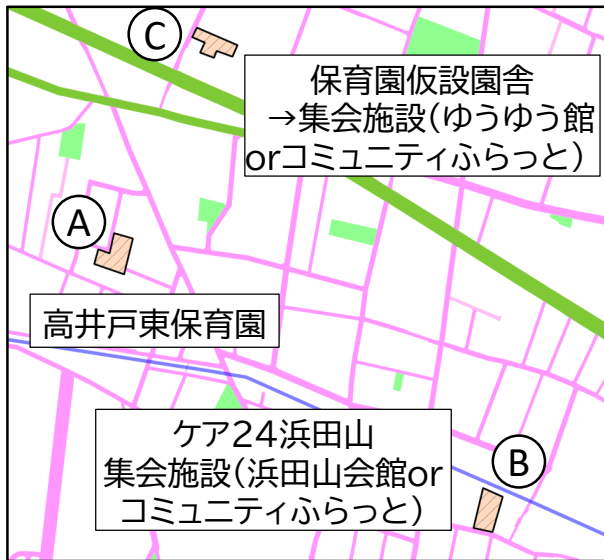 C
保育園仮設園舎
→集会施設(ゆうゆう館
orコミュニティふらっと)
A
高井戸東保育園
ケア24浜田山
集会施設(浜田山会館or
コミュニティふらっと)
B